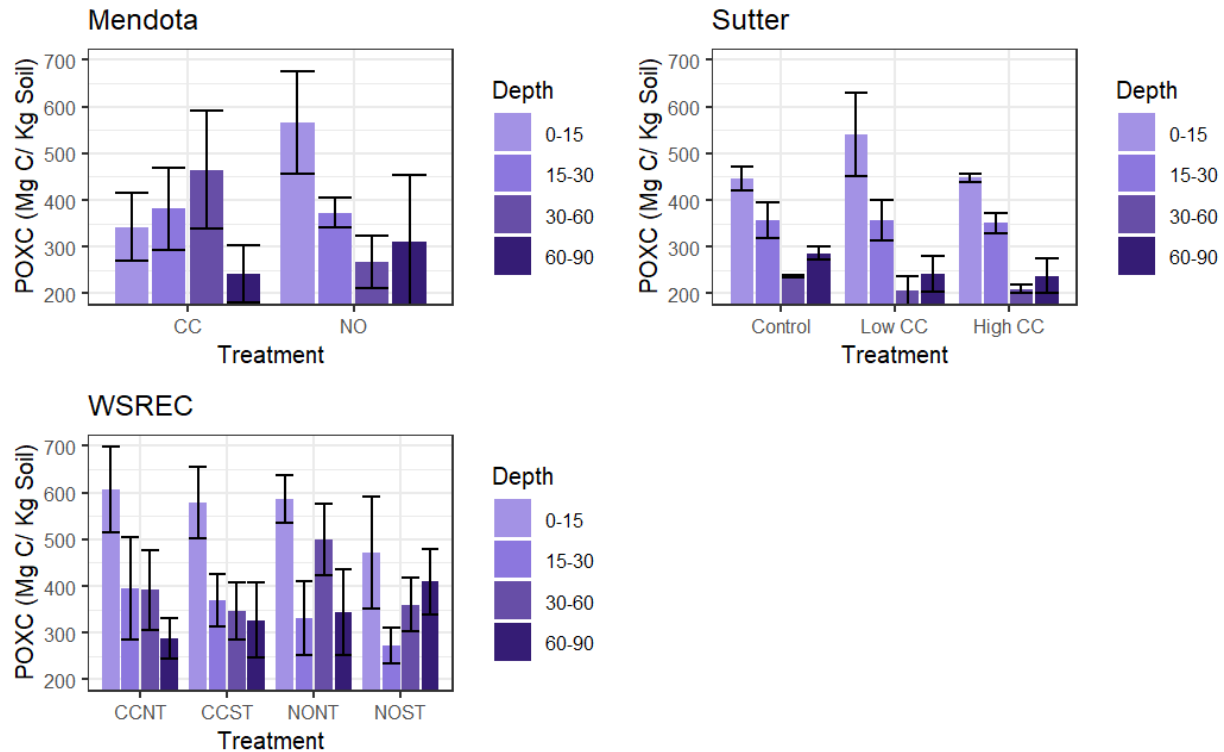 Mendota
POXC (Mg C/ Kg Soil)
700
600
500
400
300
200
CC
NO
Treatment
Depth
0-15
15-30
30-60
60-90
Sutter
POXC (Mg C/ Kg Soil)
700
600
500
400
300
200
Control
Low CC
High CC
Treatment
Depth
0-15
15-30
30-60
60-90
WSREC
POXC (Mg C/ Kg Soil)
700
600
500
400
300
200
CCNT
CCST
NONT
NOST
Treatment
Depth
0-15
15-30
30-60
60-90